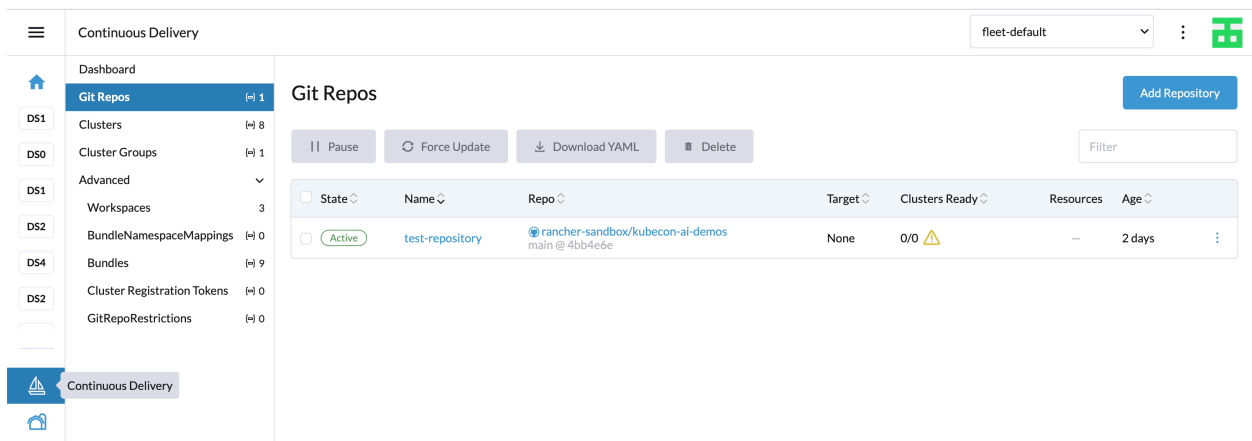 Continuous Delivery
fleet-default
Dashboard
Git Repos 1
Clusters 8
Cluster Groups 1
Advanced
Workspaces 3
BundleNamespaceMappings 0
Bundles 9
Cluster Registration Tokens 0
GitRepoRestrictions 0
DS1
DS0
DS1
DS2
DS4
DS2
Continuous Delivery
Git Repos
Add Repository
Pause Force Update Download YAML Delete
Filter
State Name Repo Target Clusters Ready Resources Age
Active test-repository rancher-sandbox/kubecon-ai-demos None 0/0 — 2 days
main @ 4bb4e6e